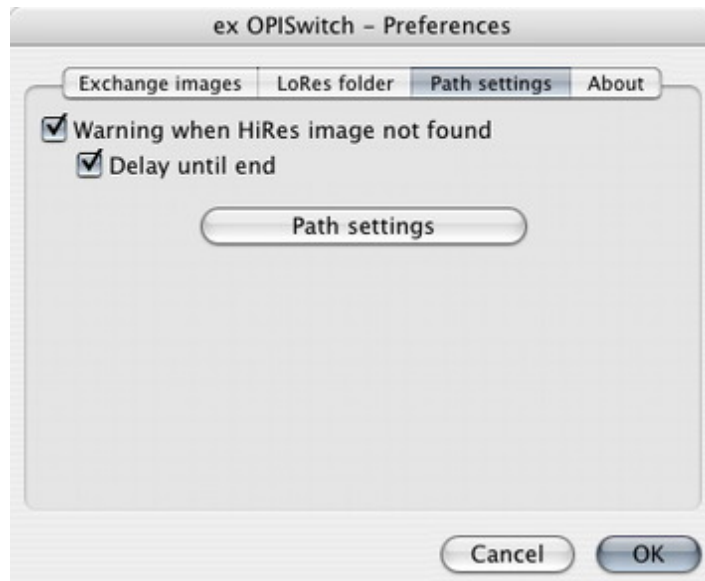 ex OPISwitch – Preferences
Exchange images LoRes folder Path settings About
Warning when HiRes image not found
Delay until end
Path settings
Cancel OK